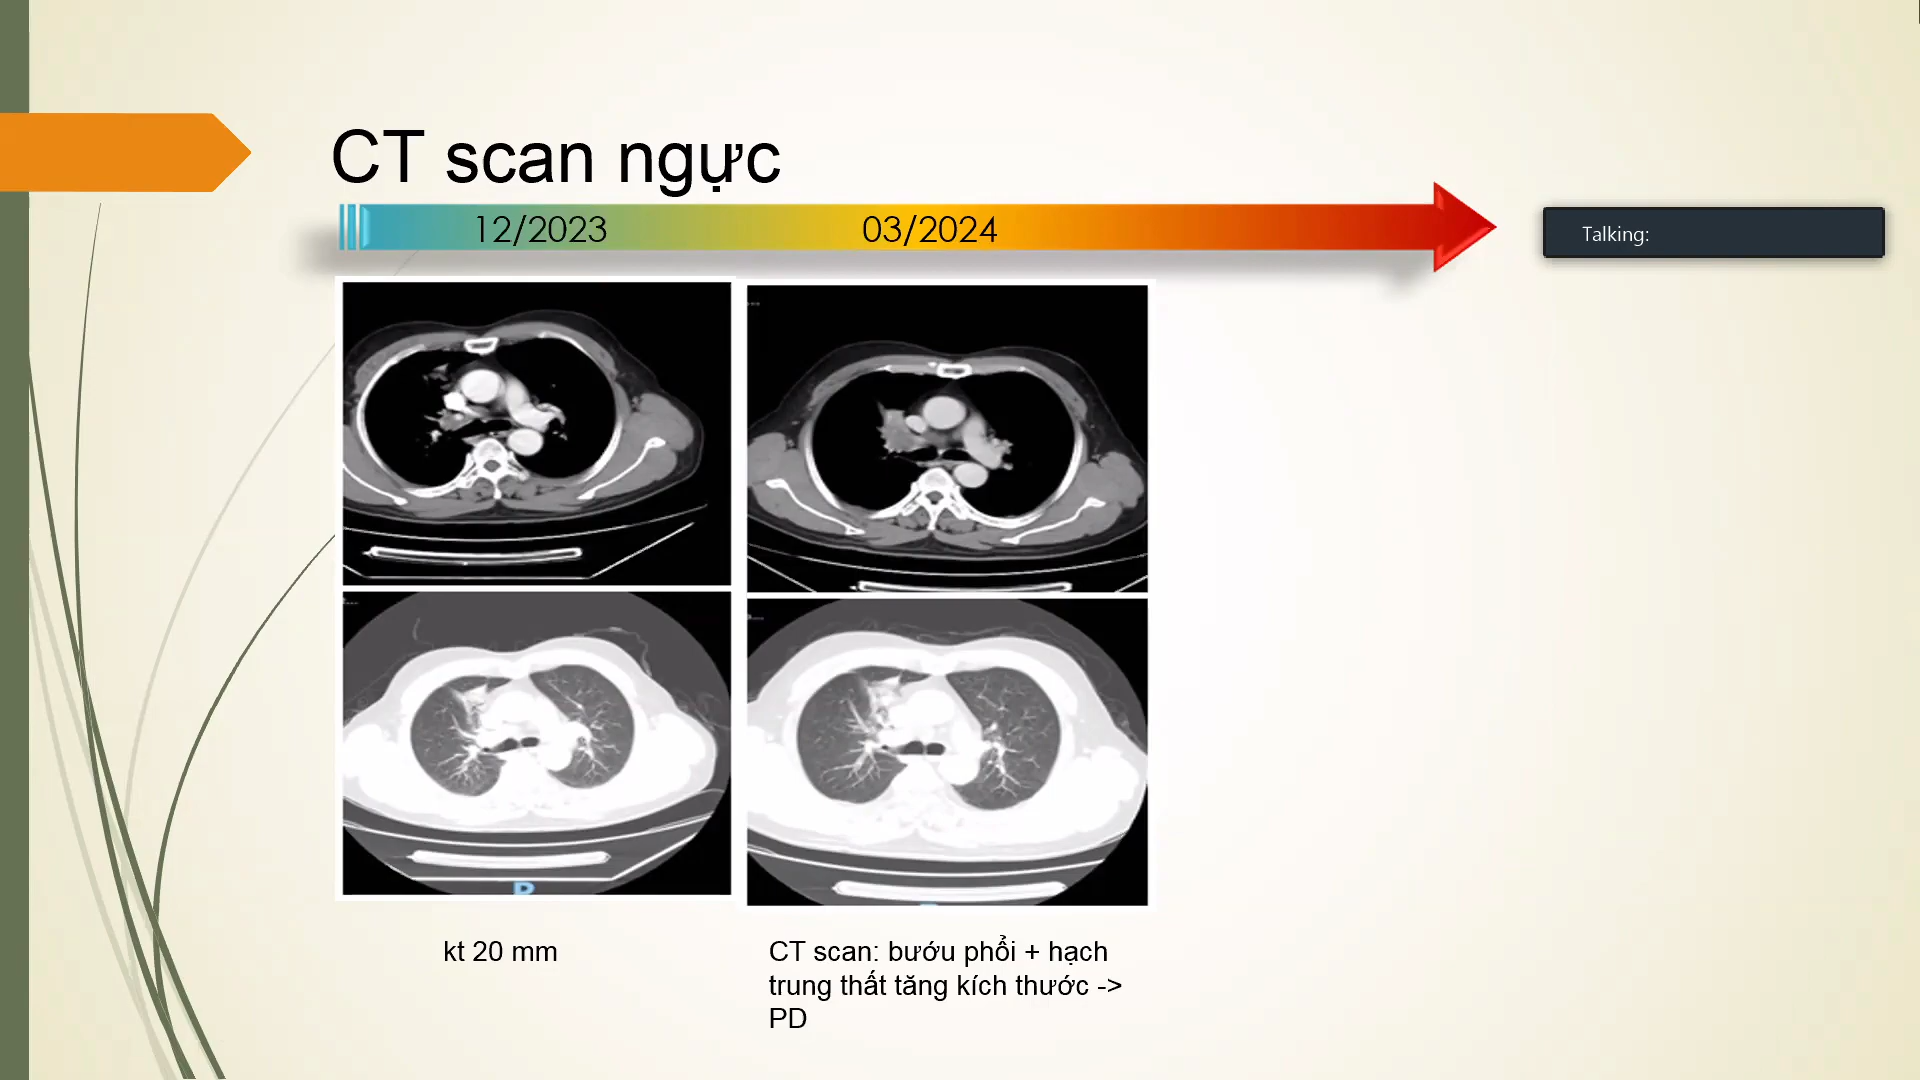 CT scan ngực
12/2023
03/2024
Talking:
P
kt 20 mm
CT scan: bướu phổi + hạch
trung thất tăng kích thước ->
PD